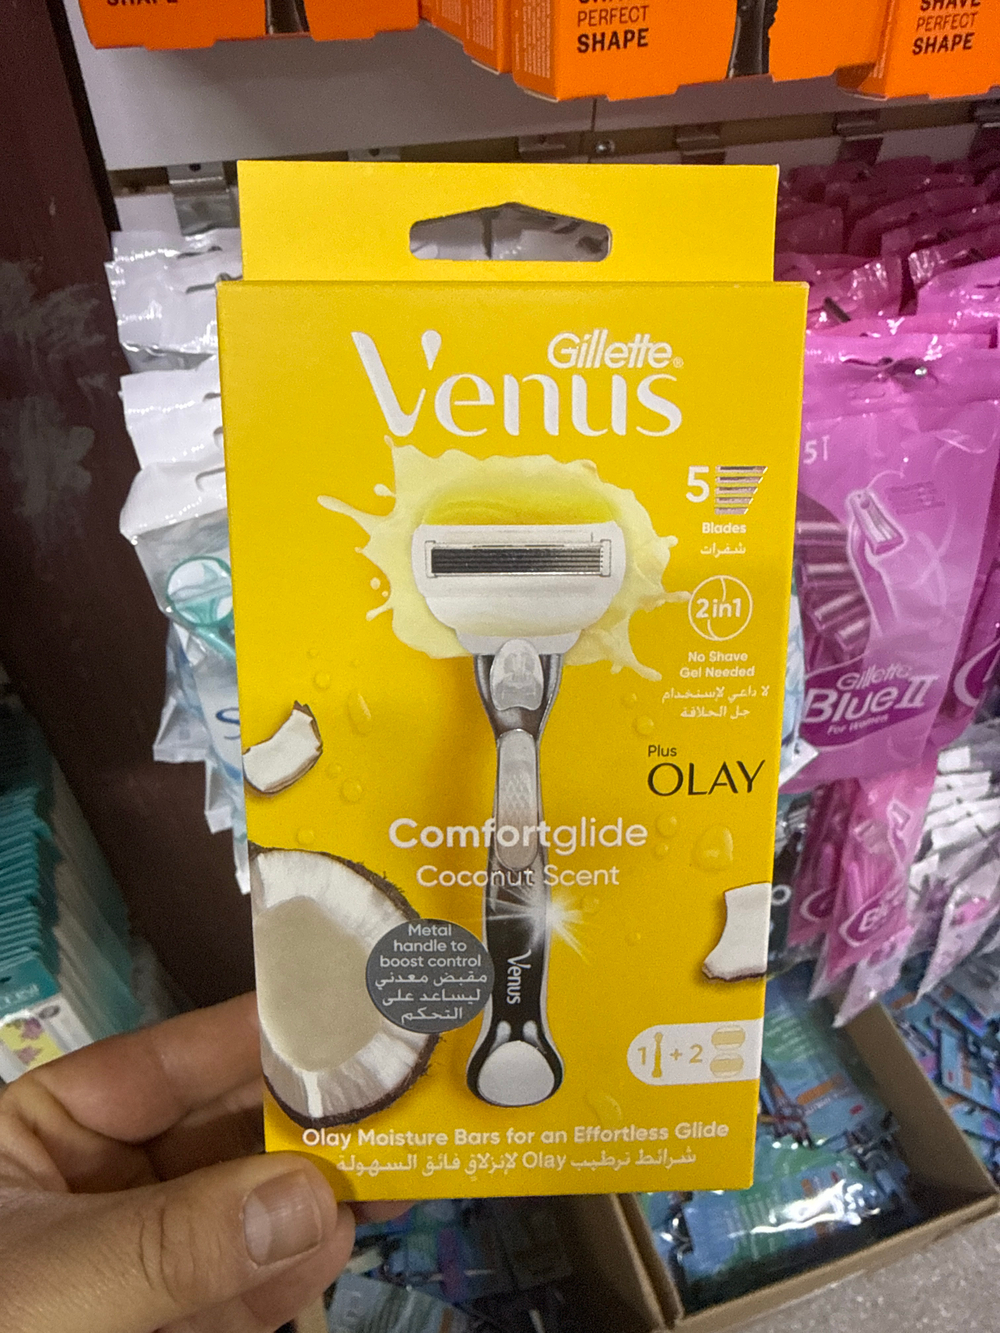 SHAPE
PERFECT
SHAPE
SHAVE
PERFECT
SHAPE
Gillette®
Venus
5
Blades
شفرات
2in1
No Shave
Gel Needed
لا داعي لاستخدام
جل الحلاقة
Plus
OLAY
Comfortglide
Coconut Scent
Metal
handle to
boost control
مقبض معدني
ليساعد على
التحكم
Venus
1 + 2
Olay Moisture Bars for an Effortless Glide
شرائط ترطيب Olay لإنزلاق فائق السهولة
5
Gillette
Blue II
For Women